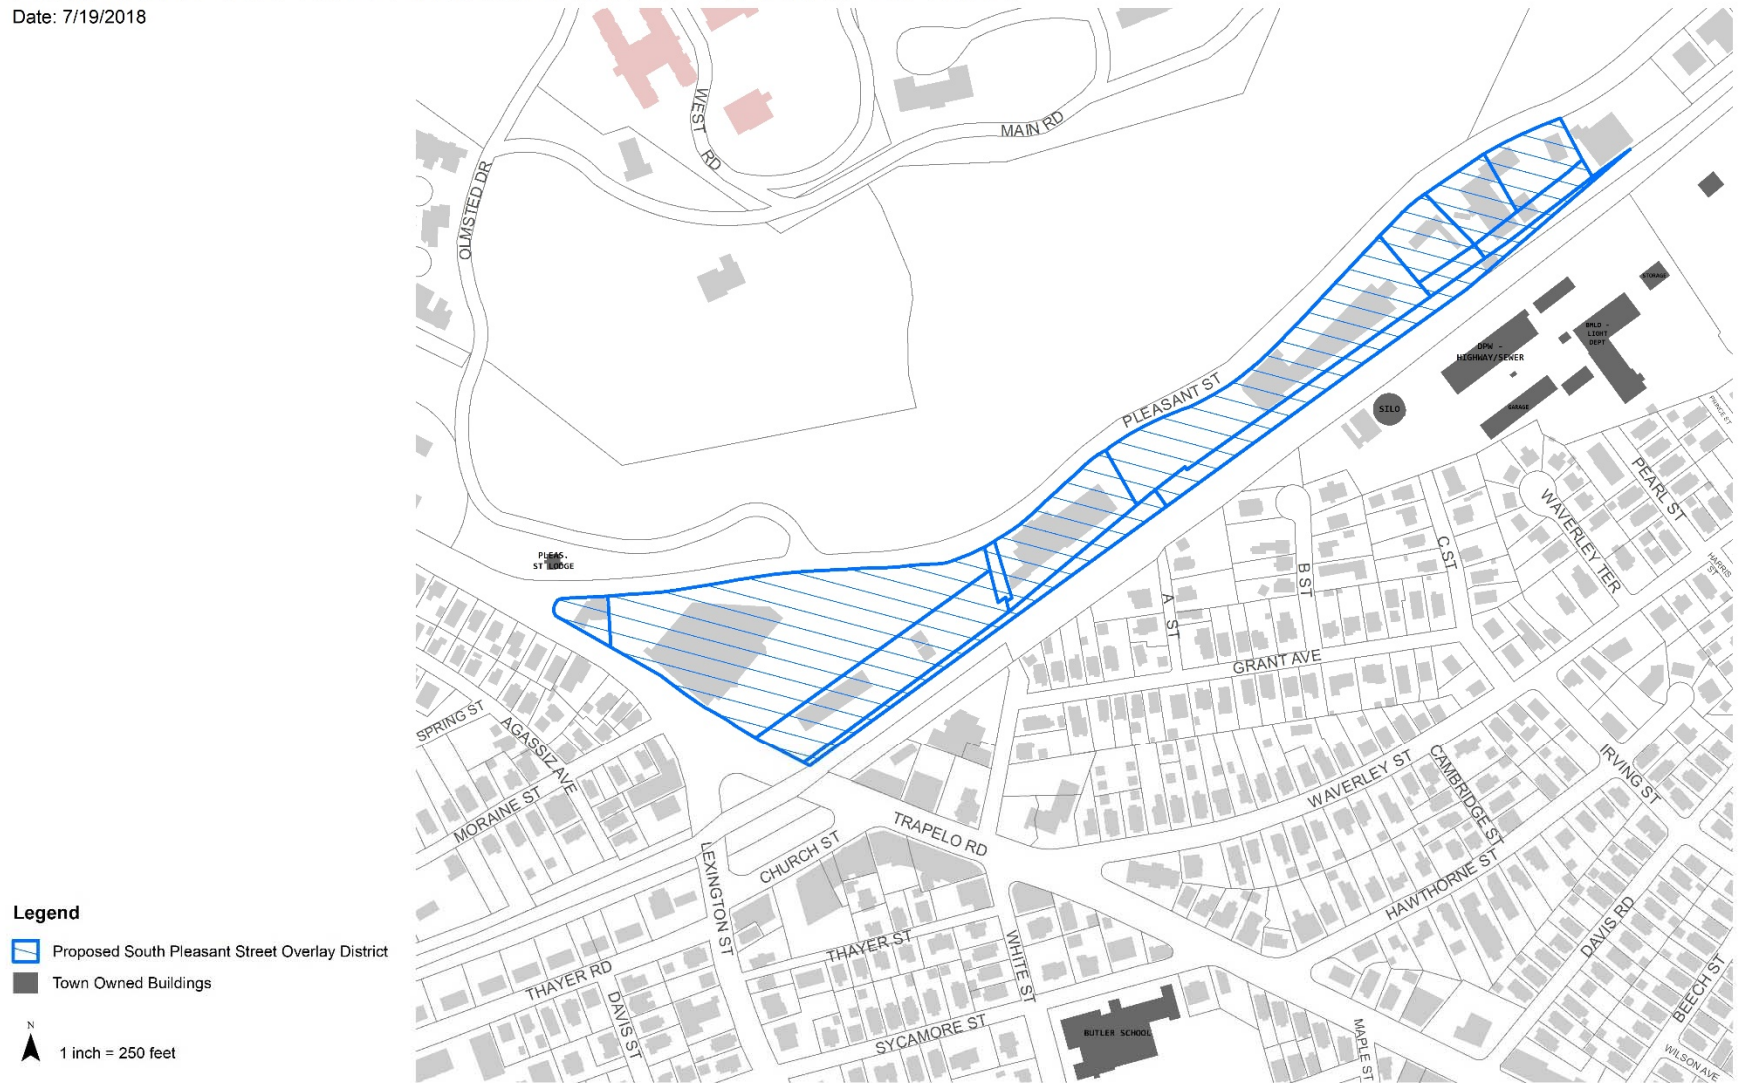 Date: 7/19/2018
WEST RD
MAIN RD
OLMSTED DR
STORAGE
BMLD -
LIGHT
DEPT
DPW -
HIGHWAY/SEWER
PLEASANT ST
SILO
GARAGE
PRINCE ST
PEARL ST
WAVERLEY TER
C ST
B ST
A ST
HARRIS ST
PLEAS.
ST LODGE
GRANT AVE
SPRING ST
AGASSIZ AVE
MORAINE ST
WAVERLEY ST
CAMBRIDGE ST
IRVING ST
TRAPELO RD
CHURCH ST
LEXINGTON ST
HAWTHORNE ST
DAVIS RD
THAYER ST
WHITE ST
THAYER RD
DAVIS ST
BEECH ST
SYCAMORE ST
BUTLER SCHOOL
MAPLE ST
WILSON AVE
Legend
Proposed South Pleasant Street Overlay District
Town Owned Buildings
N
1 inch = 250 feet